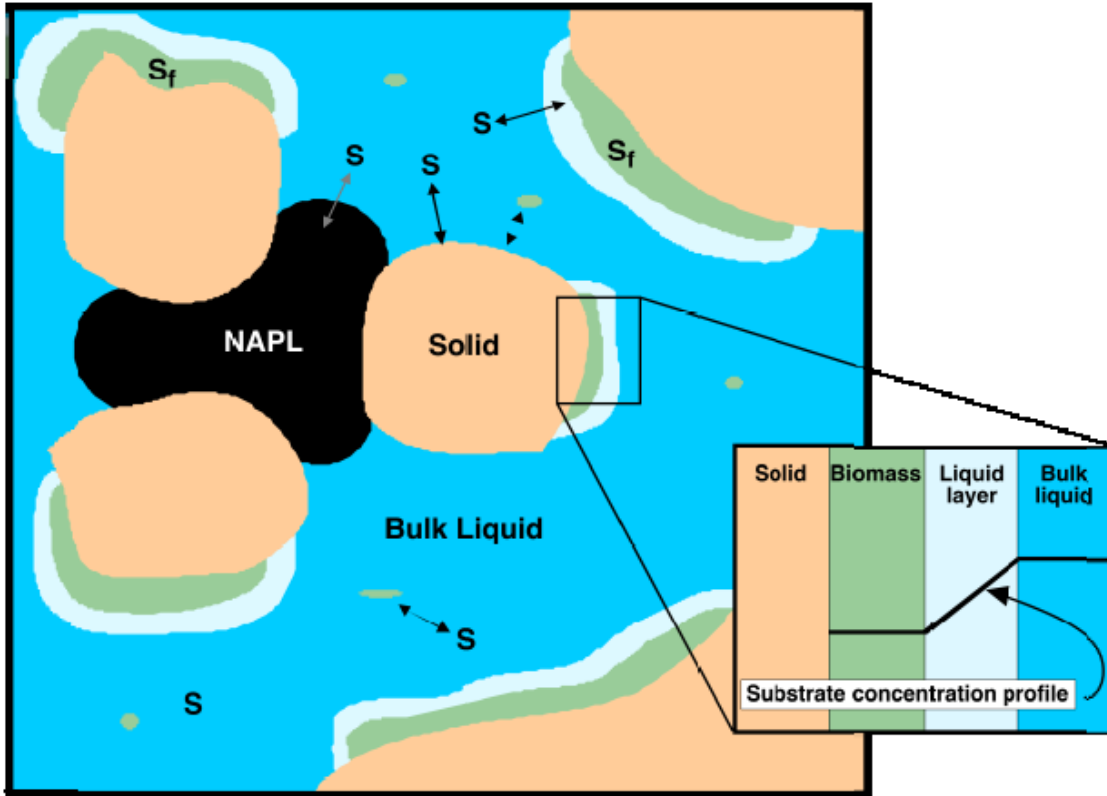 Sf
S
S
S
Sf
NAPL
Solid
Bulk Liquid
S
S
Solid
Biomass
Liquid
layer
Bulk
liquid
Substrate concentration profile